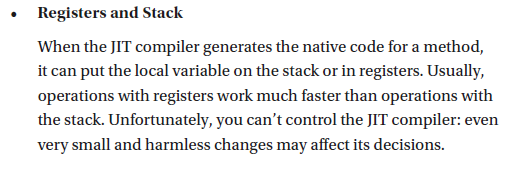 • Registers and Stack
When the JIT compiler generates the native code for a method,
it can put the local variable on the stack or in registers. Usually,
operations with registers work much faster than operations with
the stack. Unfortunately, you can’t control the JIT compiler: even
very small and harmless changes may affect its decisions.